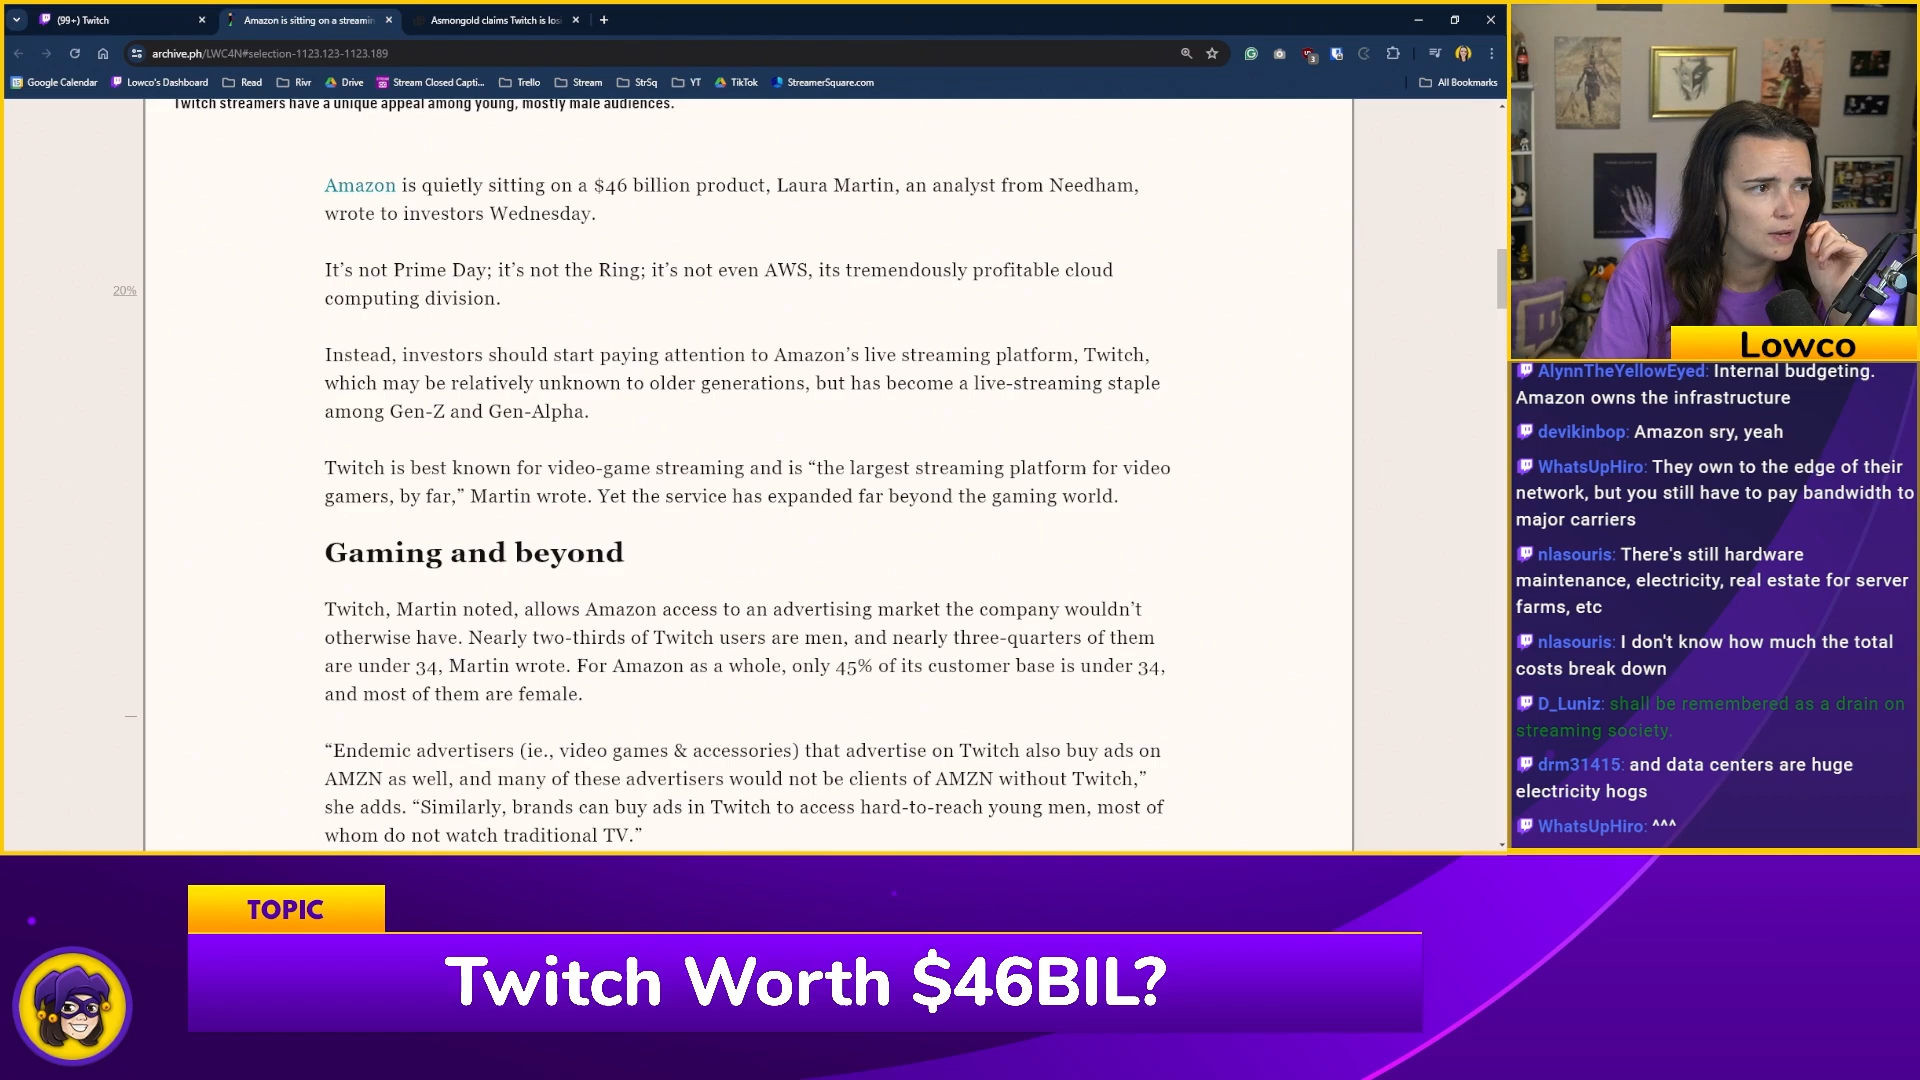 (99+) Twitch
Amazon is sitting on a streamin
Asmongold claims Twitch is los
archive.ph/LWC4N#selection-1123.123-1123.189
3
Google Calendar
Lowco's Dashboard
Read
Rivr
Drive
Stream Closed Capti...
Trello
Stream
StrSq
YT
TikTok
StreamerSquare.com
All Bookmarks
Twitch streamers have a unique appeal among young, mostly male audiences.
Amazon is quietly sitting on a $46 billion product, Laura Martin, an analyst from Needham,
wrote to investors Wednesday.
It’s not Prime Day; it’s not the Ring; it’s not even AWS, its tremendously profitable cloud
computing division.
20%
Instead, investors should start paying attention to Amazon’s live streaming platform, Twitch,
which may be relatively unknown to older generations, but has become a live-streaming staple
among Gen-Z and Gen-Alpha.
Twitch is best known for video-game streaming and is “the largest streaming platform for video
gamers, by far,” Martin wrote. Yet the service has expanded far beyond the gaming world.
Gaming and beyond
Twitch, Martin noted, allows Amazon access to an advertising market the company wouldn’t
otherwise have. Nearly two-thirds of Twitch users are men, and nearly three-quarters of them
are under 34, Martin wrote. For Amazon as a whole, only 45% of its customer base is under 34,
and most of them are female.
“Endemic advertisers (ie., video games & accessories) that advertise on Twitch also buy ads on
AMZN as well, and many of these advertisers would not be clients of AMZN without Twitch,”
she adds. “Similarly, brands can buy ads in Twitch to access hard-to-reach young men, most of
whom do not watch traditional TV.”
Lowco
AlynnTheYellowEyed: Internal budgeting.
Amazon owns the infrastructure
devikinbop: Amazon sry, yeah
WhatsUpHiro: They own to the edge of their
network, but you still have to pay bandwidth to
major carriers
nlasouris: There's still hardware
maintenance, electricity, real estate for server
farms, etc
nlasouris: I don't know how much the total
costs break down
D_Luniz: shall be remembered as a drain on
streaming society.
drm31415: and data centers are huge
electricity hogs
WhatsUpHiro: ^^^
TOPIC
Twitch Worth $46BIL?